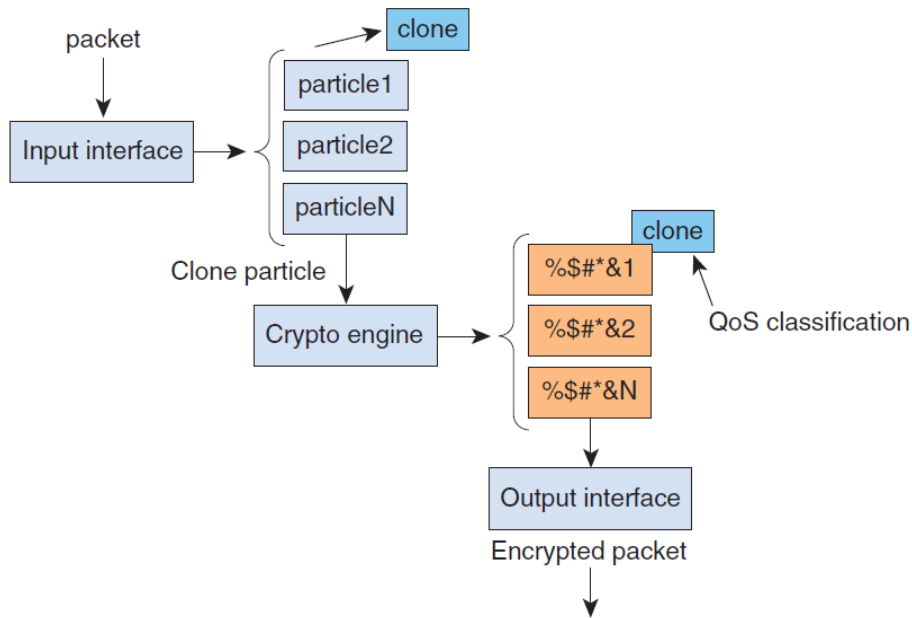 packet
clone
particle1
Input interface
particle2
particleN
Clone particle
clone
%$#*&1
Crypto engine
%$#*&2
QoS classification
%$#*&N
Output interface
Encrypted packet